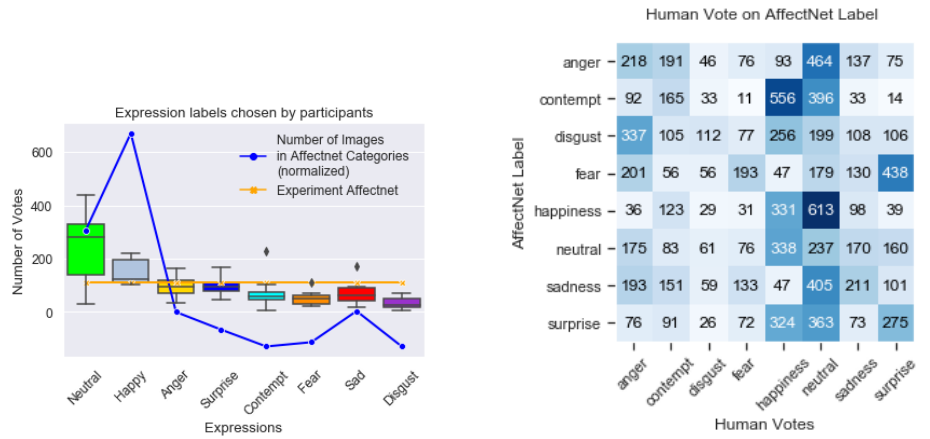 Expression labels chosen by participants
Number of Images
in Affectnet Categories
(normalized)
Experiment Affectnet
Number of Votes
600
400
200
0
Neutral
Happy
Anger
Surprise
Contempt
Fear
Sad
Disgust
Expressions
Human Vote on AffectNet Label
AffectNet Label
anger 218 191 46 76 93 464 137 75
contempt 92 165 33 11 556 396 33 14
disgust 337 105 112 77 256 199 108 106
fear 201 56 56 193 47 179 130 438
happiness 36 123 29 31 331 613 98 39
neutral 175 83 61 76 338 237 170 160
sadness 193 151 59 133 47 405 211 101
surprise 76 91 26 72 324 363 73 275
anger
contempt
disgust
fear
happiness
neutral
sadness
surprise
Human Votes